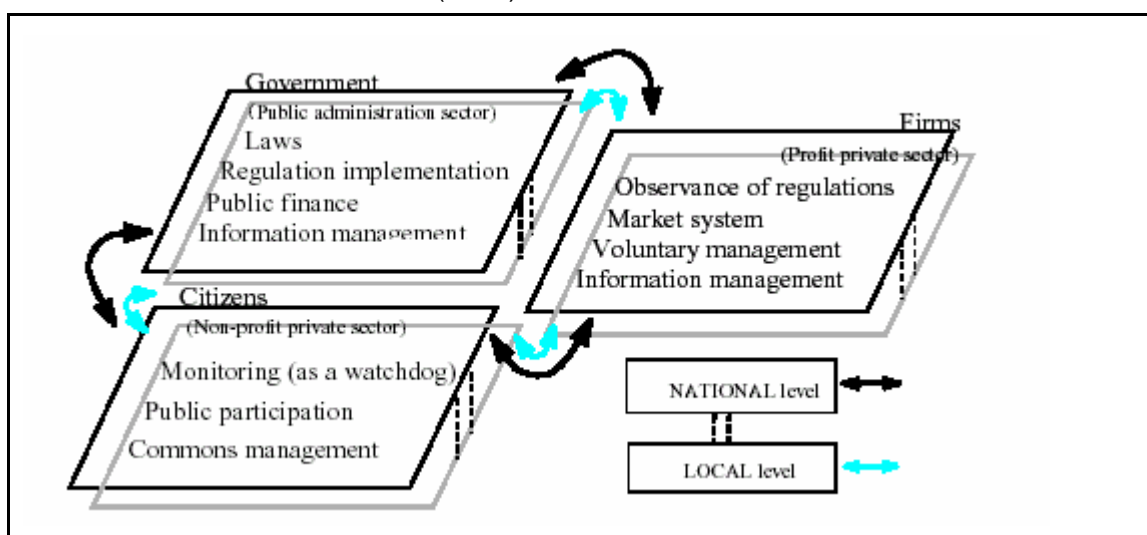 Government
(Public administration sector)
Laws
Regulation implementation
Public finance
Information management
Firms
(Profit private sector)
Observance of regulations
Market system
Voluntary management
Information management
Citizens
(Non-profit private sector)
Monitoring (as a watchdog)
Public participation
Commons management
NATIONAL level
LOCAL level